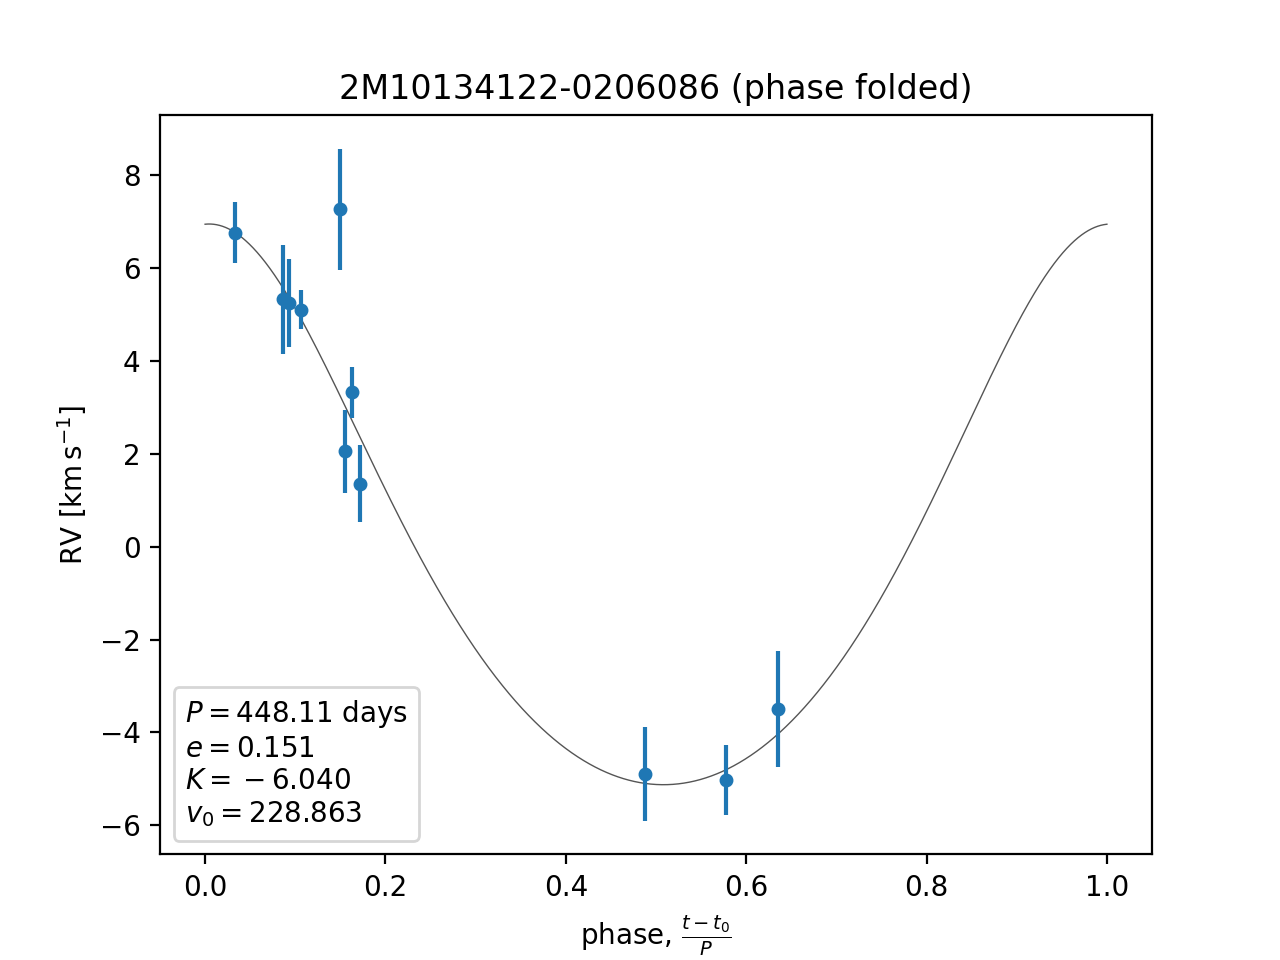 2M10134122-0206086 (phase folded)
RV [km s⁻¹]
8
6
4
2
0
−2
−4
−6
P = 448.11 days
e = 0.151
K = −6.040
v₀ = 228.863
0.0 0.2 0.4 0.6 0.8 1.0
phase, (t − t₀)/P